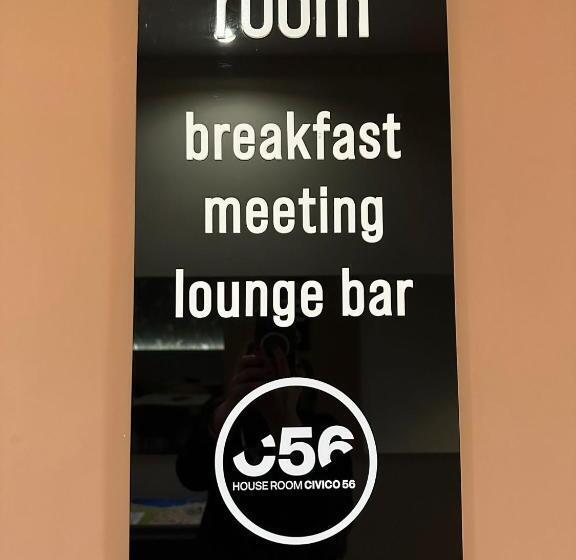 room
breakfast
meeting
lounge bar
C56
HOUSE ROOM CIVICO 56